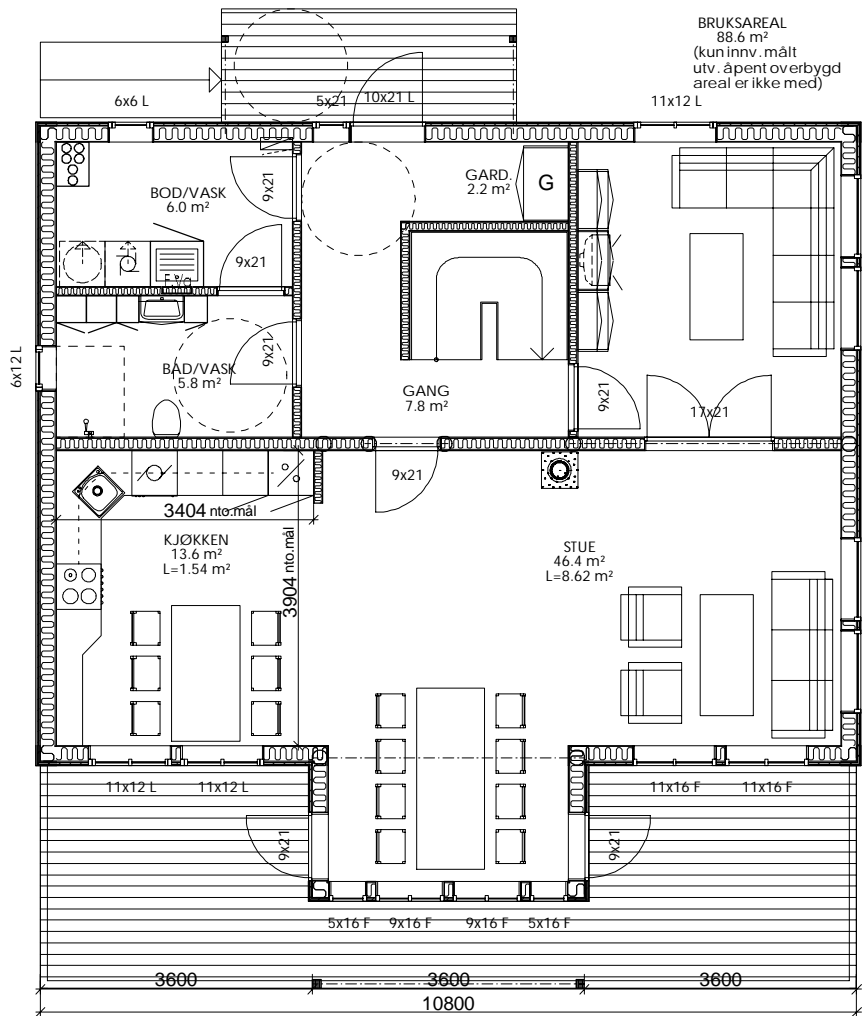 BRUKSAREAL
88.6 m²
(kun innv. målt
utv. åpent overbygd
areal er ikke med)
6x6 L
5x21
10x21 L
11x12 L
BOD/VASK
6.0 m²
9x21
GARD.
2.2 m²
G
9x21
6x12 L
BAD/VASK
5.8 m²
9x21
GANG
7.8 m²
9x21
17x21
9x21
3404 nto.mål
KJØKKEN
13.6 m²
L=1.54 m²
3904 nto.mål
STUE
46.4 m²
L=8.62 m²
11x12 L
11x12 L
11x16 F
11x16 F
9x21
9x21
5x16 F
9x16 F
9x16 F
5x16 F
3600
3600
3600
10800